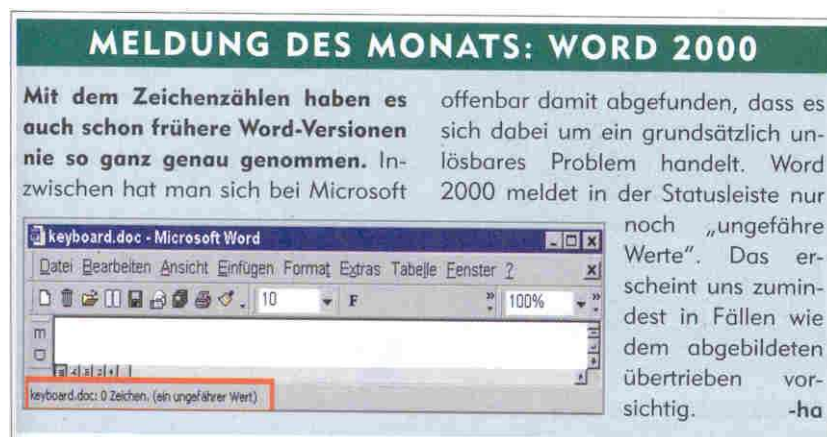 MELDUNG DES MONATS: WORD 2000
Mit dem Zeichenzählen haben es
auch schon frühere Word-Versionen
nie so ganz genau genommen. In-
zwischen hat man sich bei Microsoft
offenbar damit abgefunden, dass es
sich dabei um ein grundsätzlich un-
lösbares Problem handelt. Word
2000 meldet in der Statusleiste nur
noch „ungefähre
Werte“. Das er-
scheint uns zumin-
dest in Fällen wie
dem abgebildeten
übertrieben vor-
sichtig. -ha
keyboard.doc - Microsoft Word
Datei Bearbeiten Ansicht Einfügen Format Extras Tabelle Fenster ?
10 F 100%
keyboard.doc: 0 Zeichen. (ein ungefährer Wert)